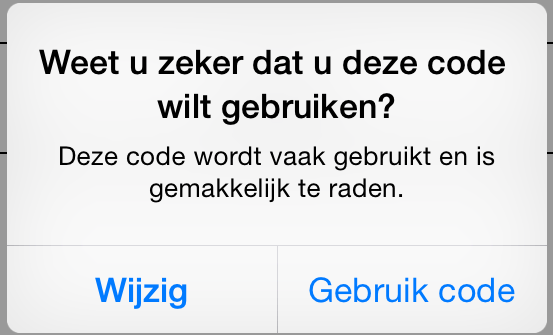 Weet u zeker dat u deze code
wilt gebruiken?
Deze code wordt vaak gebruikt en is
gemakkelijk te raden.
Wijzig
Gebruik code